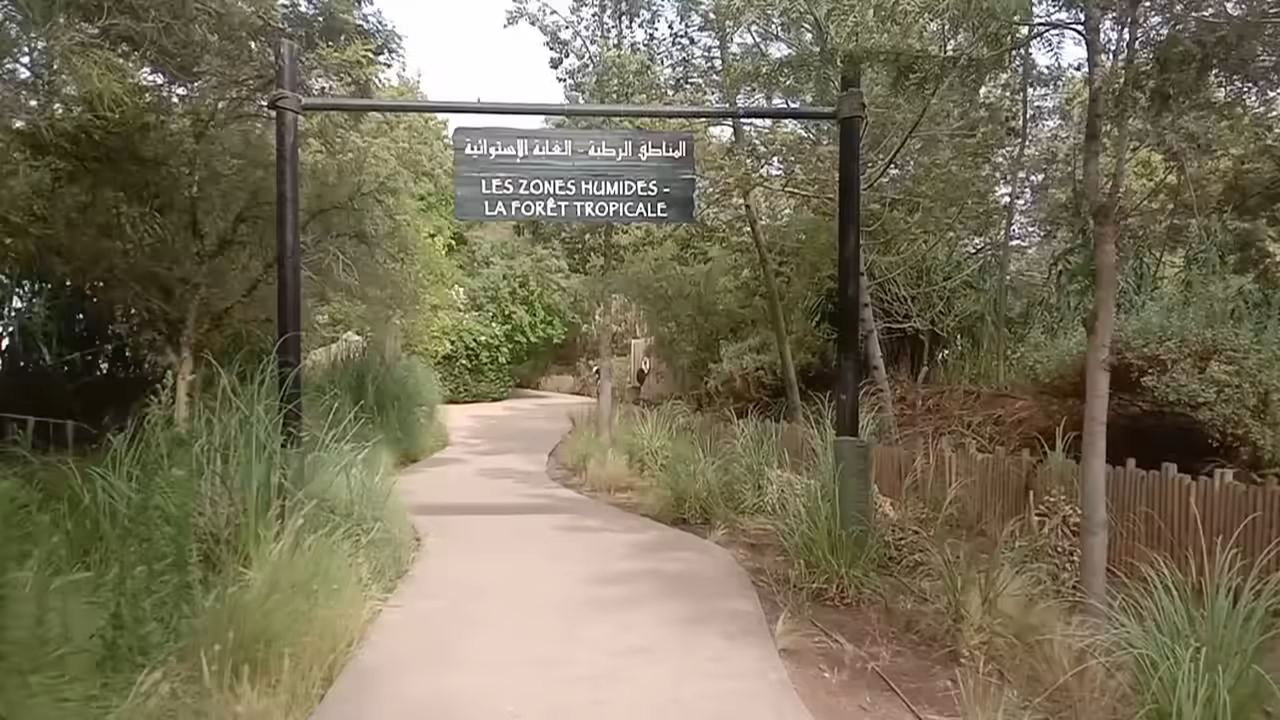 المناطق الرطبة - الغابة الإستوائية
LES ZONES HUMIDES -
LA FORÊT TROPICALE